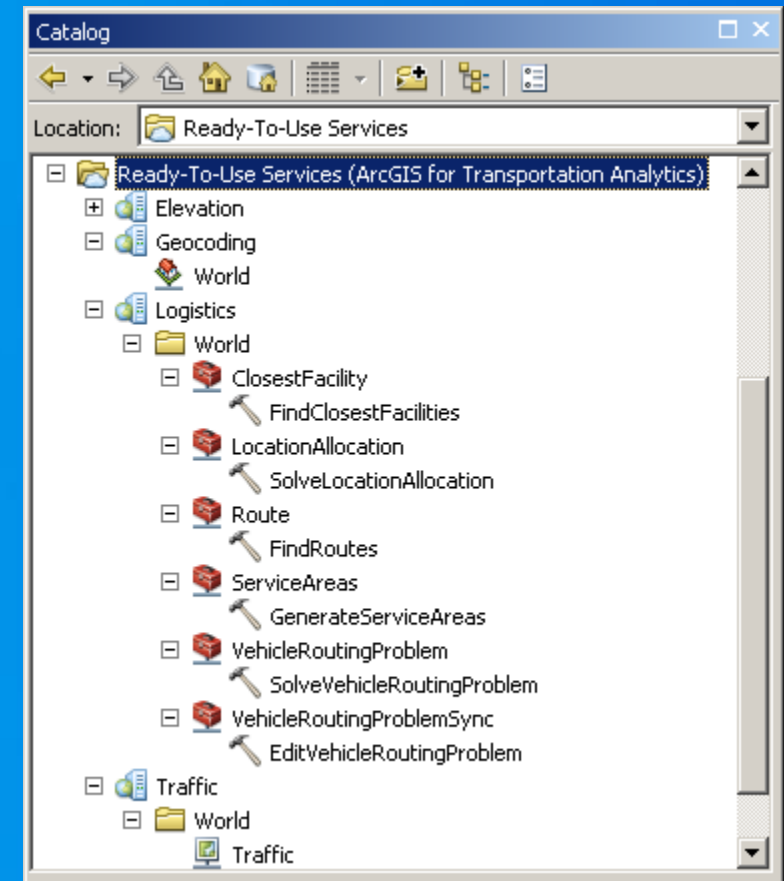 Catalog
Location: Ready-To-Use Services
Ready-To-Use Services (ArcGIS for Transportation Analytics)
Elevation
Geocoding
World
Logistics
World
ClosestFacility
FindClosestFacilities
LocationAllocation
SolveLocationAllocation
Route
FindRoutes
ServiceAreas
GenerateServiceAreas
VehicleRoutingProblem
SolveVehicleRoutingProblem
VehicleRoutingProblemSync
EditVehicleRoutingProblem
Traffic
World
Traffic